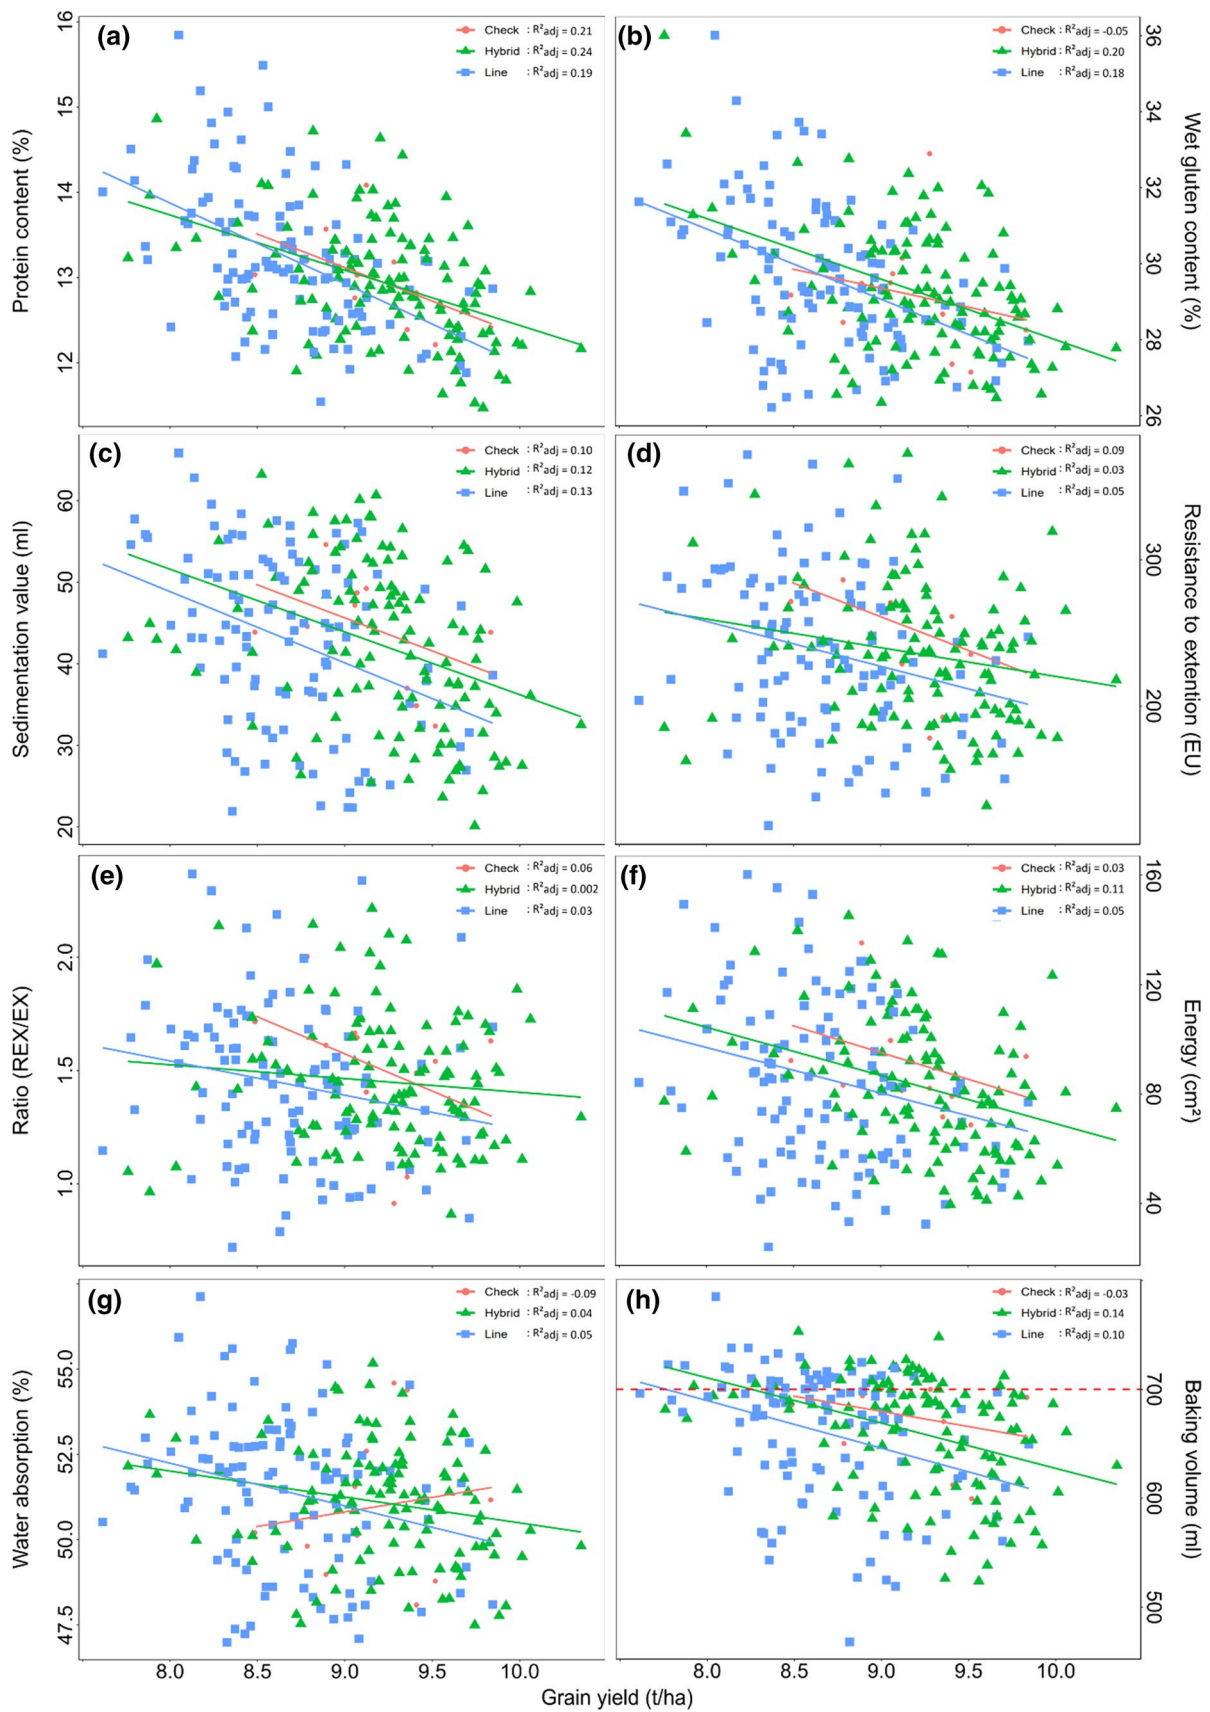 (a)
Check : R²adj = 0.21
Hybrid : R²adj = 0.24
Line : R²adj = 0.19
Protein content (%)
16
15
14
13
12
(b)
Check : R²adj = -0.05
Hybrid : R²adj = 0.20
Line : R²adj = 0.18
Wet gluten content (%)
36
34
32
30
28
26
(c)
Check : R²adj = 0.10
Hybrid : R²adj = 0.12
Line : R²adj = 0.13
Sedimentation value (ml)
60
50
40
30
20
(d)
Check : R²adj = 0.09
Hybrid : R²adj = 0.03
Line : R²adj = 0.05
Resistance to extention (EU)
300
200
(e)
Check : R²adj = 0.06
Hybrid : R²adj = 0.002
Line : R²adj = 0.03
Ratio (REX/EX)
2.0
1.5
1.0
(f)
Check : R²adj = 0.03
Hybrid : R²adj = 0.11
Line : R²adj = 0.05
Energy (cm²)
160
120
80
40
(g)
Check : R²adj = -0.09
Hybrid : R²adj = 0.04
Line : R²adj = 0.05
Water absorption (%)
55.0
52.5
50.0
47.5
(h)
Check : R²adj = -0.03
Hybrid : R²adj = 0.14
Line : R²adj = 0.10
Baking volume (ml)
700
600
500
8.0 8.5 9.0 9.5 10.0
8.0 8.5 9.0 9.5 10.0
Grain yield (t/ha)